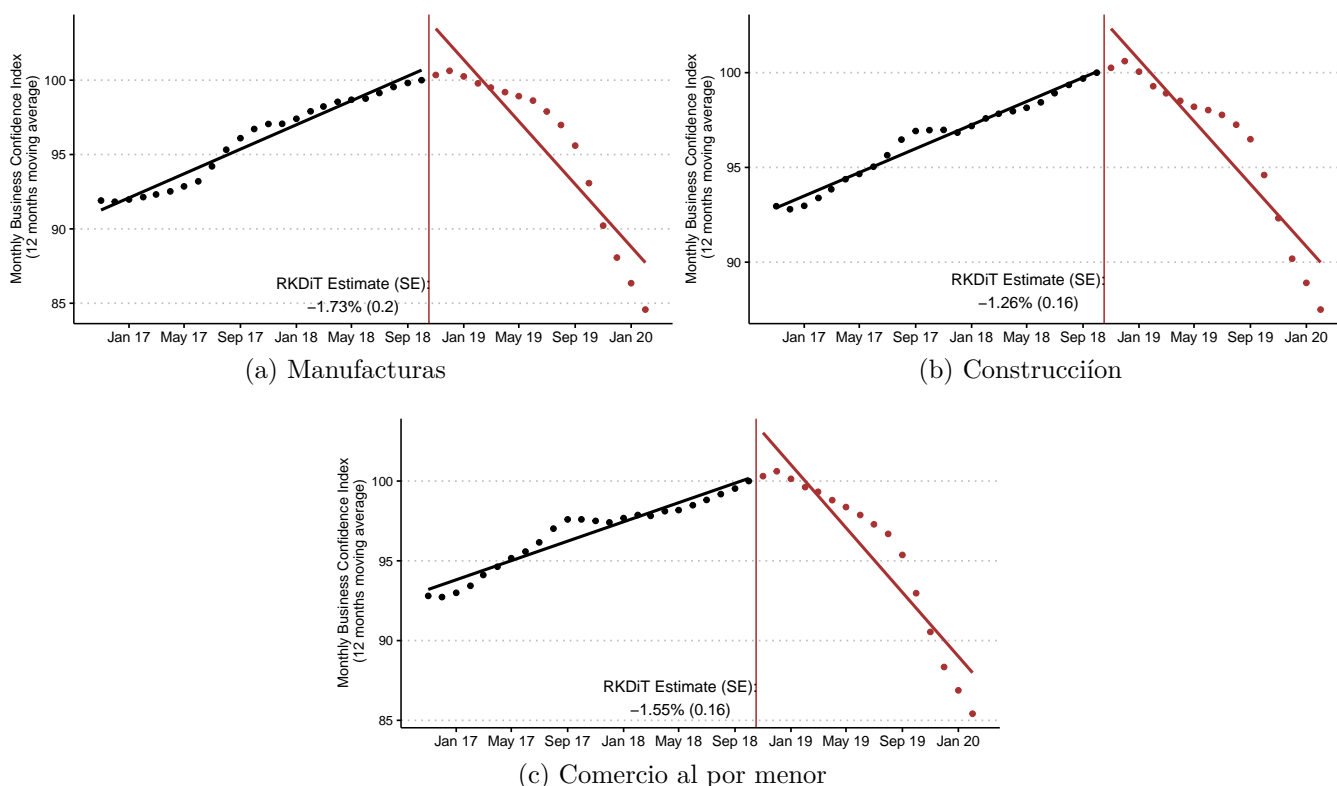 Monthly Business Confidence Index
(12 months moving average)
100
95
90
85
RKDiT Estimate (SE):
−1.73% (0.2)
Jan 17 May 17 Sep 17 Jan 18 May 18 Sep 18 Jan 19 May 19 Sep 19 Jan 20
(a) Manufacturas
Monthly Business Confidence Index
(12 months moving average)
100
95
90
RKDiT Estimate (SE):
−1.26% (0.16)
Jan 17 May 17 Sep 17 Jan 18 May 18 Sep 18 Jan 19 May 19 Sep 19 Jan 20
(b) Construcciíon
Monthly Business Confidence Index
(12 months moving average)
100
95
90
85
RKDiT Estimate (SE):
−1.55% (0.16)
Jan 17 May 17 Sep 17 Jan 18 May 18 Sep 18 Jan 19 May 19 Sep 19 Jan 20
(c) Comercio al por menor